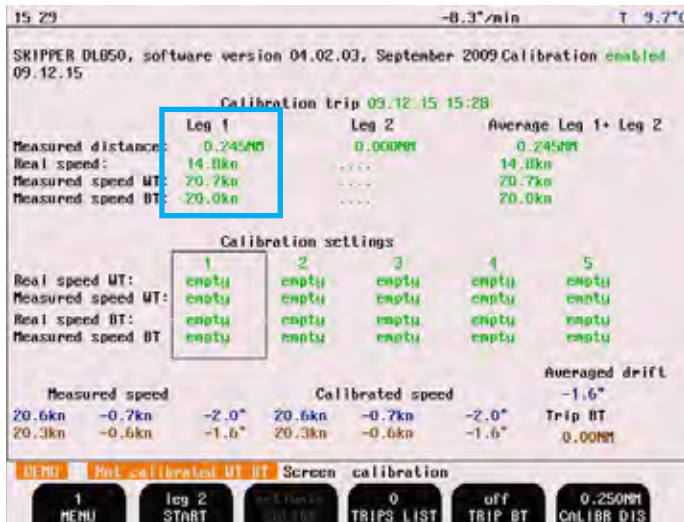 15 29 -8.3°/min T 9.7°
SKIPPER DL850, software version 04.02.03, September 2009 Calibration enabled
09.12.15
Calibration trip 09.12.15 15:28
Leg 1 Leg 2 Average Leg 1+ Leg 2
Measured distance: 0.245NM 0.000NM 0.245NM
Real speed: 14.8kn .... 14.8kn
Measured speed WT: 20.7kn .... 20.7kn
Measured speed BT: 20.0kn .... 20.0kn
Calibration settings
1 2 3 4 5
Real speed WT: empty empty empty empty empty
Measured speed WT: empty empty empty empty empty
Real speed BT: empty empty empty empty empty
Measured speed BT empty empty empty empty empty
Averaged drift
Measured speed Calibrated speed -1.6°
20.6kn -0.7kn -2.0° 20.6kn -0.7kn -2.0° Trip BT
20.3kn -0.6kn -1.6° 20.3kn -0.6kn -1.6° 0.00NM
DEMO Not calibrated WT BT Screen calibration
1 leg 2 0 off 0.250NM
MENU START TRIPS LIST TRIP BT CALIBR DIS